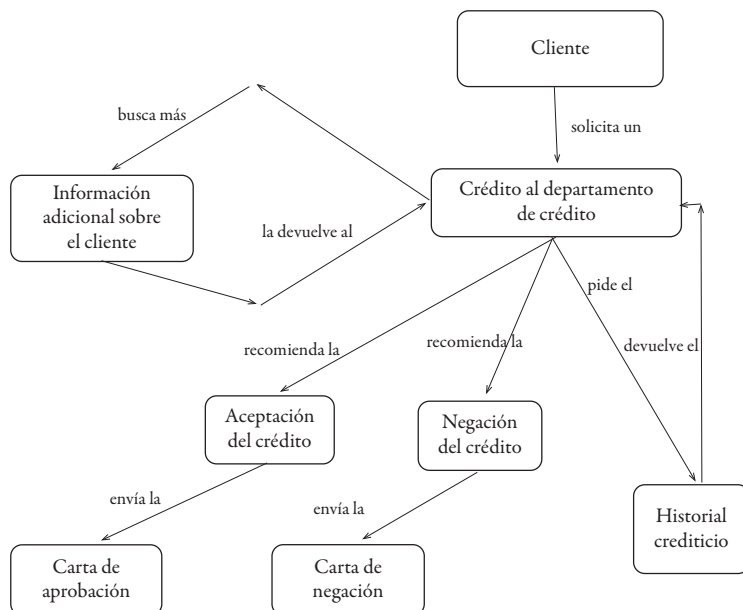 Cliente
busca más
solicita un
Información
adicional sobre
el cliente
Crédito al departamento
de crédito
la devuelve al
pide el
recomienda la
recomienda la
devuelve el
Aceptación
del crédito
Negación
del crédito
envía la
envía la
Historial
crediticio
Carta de
aprobación
Carta de
negación